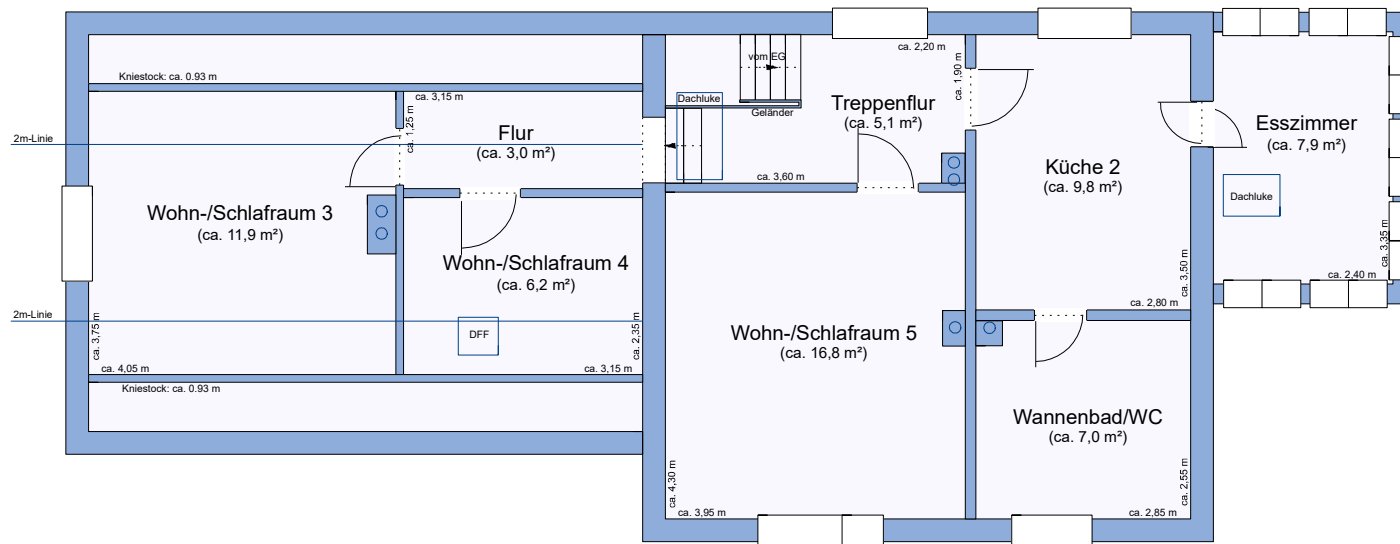 Kniestock: ca. 0.93 m
2m-Linie
ca. 3,15 m
ca. 1,25 m
Flur
(ca. 3,0 m²)
Wohn-/Schlafraum 3
(ca. 11,9 m²)
Wohn-/Schlafraum 4
(ca. 6,2 m²)
DFF
2m-Linie
ca. 3,75 m
ca. 4,05 m
ca. 2,35 m
ca. 3,15 m
Kniestock: ca. 0.93 m
vom EG
Dachluke
Geländer
ca. 2,20 m
ca. 1,90 m
Treppenflur
(ca. 5,1 m²)
ca. 3,60 m
Wohn-/Schlafraum 5
(ca. 16,8 m²)
ca. 4,30 m
ca. 3,95 m
Küche 2
(ca. 9,8 m²)
ca. 3,50 m
ca. 2,80 m
Wannenbad/WC
(ca. 7,0 m²)
ca. 2,55 m
ca. 2,85 m
Esszimmer
(ca. 7,9 m²)
Dachluke
ca. 3,35 m
ca. 2,40 m